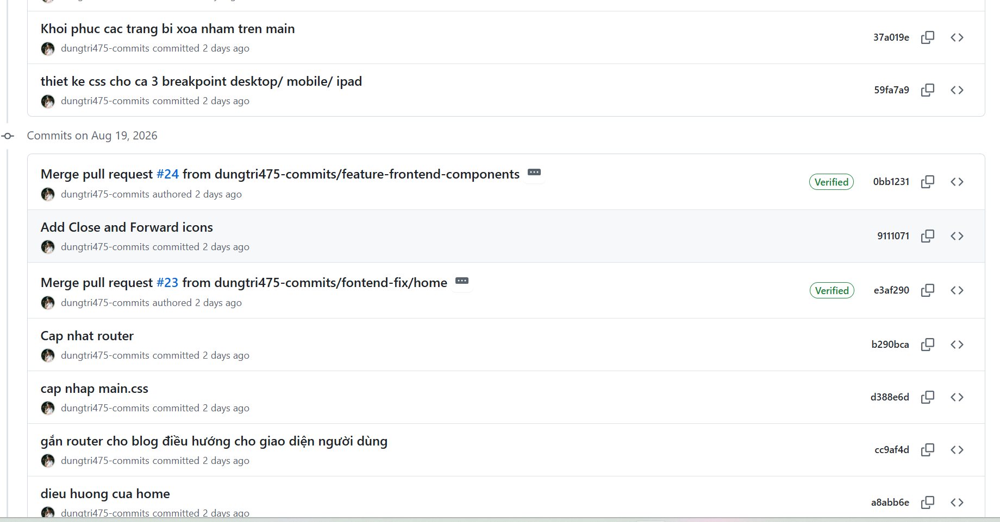 Khoi phuc cac trang bi xoa nham tren main
37a019e
dungtri475-commits committed 2 days ago
thiet ke css cho ca 3 breakpoint desktop/ mobile/ ipad
59fa7a9
dungtri475-commits committed 2 days ago
Commits on Aug 19, 2026
Merge pull request #24 from dungtri475-commits/feature-frontend-components
Verified 0bb1231
dungtri475-commits authored 2 days ago
Add Close and Forward icons
9111071
dungtri475-commits committed 2 days ago
Merge pull request #23 from dungtri475-commits/fontend-fix/home
Verified e3af290
dungtri475-commits authored 2 days ago
Cap nhat router
b290bca
dungtri475-commits committed 2 days ago
cap nhap main.css
d388e6d
dungtri475-commits committed 2 days ago
gắn router cho blog điều hướng cho giao diện người dùng
cc9af4d
dungtri475-commits committed 2 days ago
dieu huong cua home
a8abb6e
dungtri475-commits committed 2 days ago